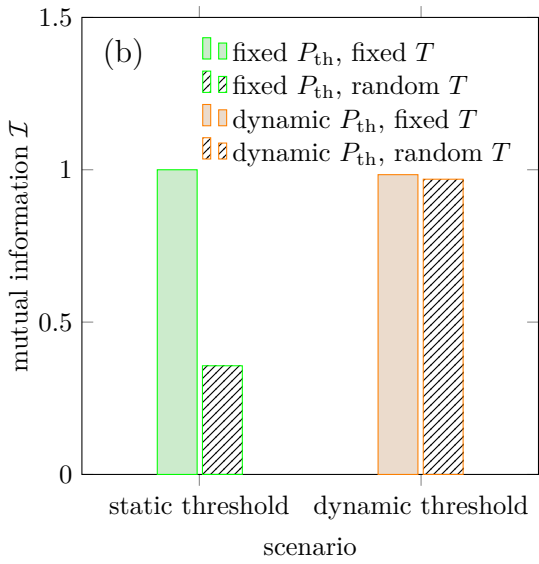 1.5
(b)
fixed P_th, fixed T
fixed P_th, random T
dynamic P_th, fixed T
dynamic P_th, random T
1
0.5
0
mutual information ℐ
static threshold dynamic threshold
scenario